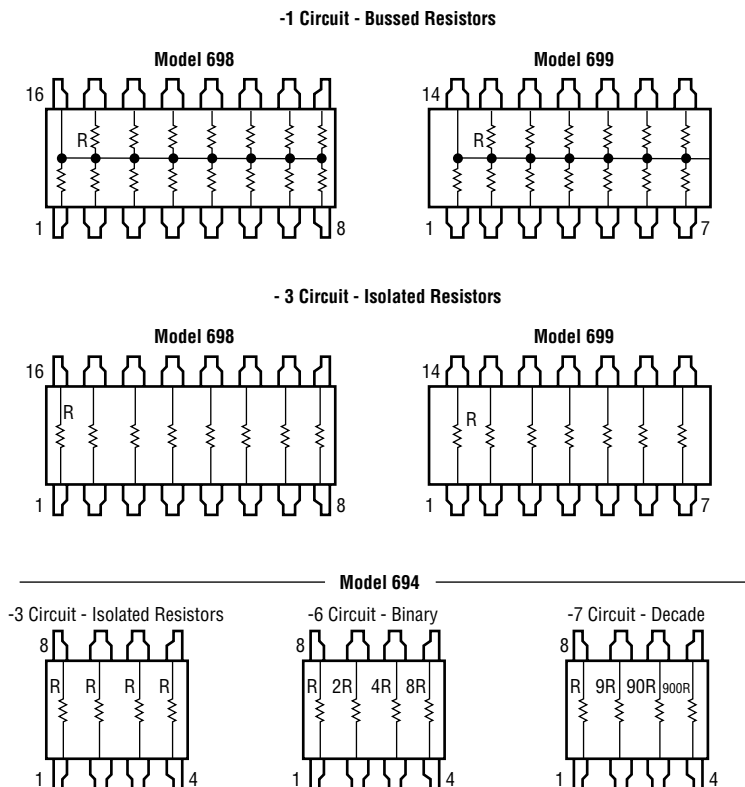 -1 Circuit - Bussed Resistors
Model 698
Model 699
16
14
R
R
1
8
1
7
- 3 Circuit - Isolated Resistors
Model 698
Model 699
16
14
R
R
1
8
1
7
Model 694
-3 Circuit - Isolated Resistors
-6 Circuit - Binary
-7 Circuit - Decade
8
8
8
R R R R
R 2R 4R 8R
R 9R 90R 900R
1
4
1
4
1
4